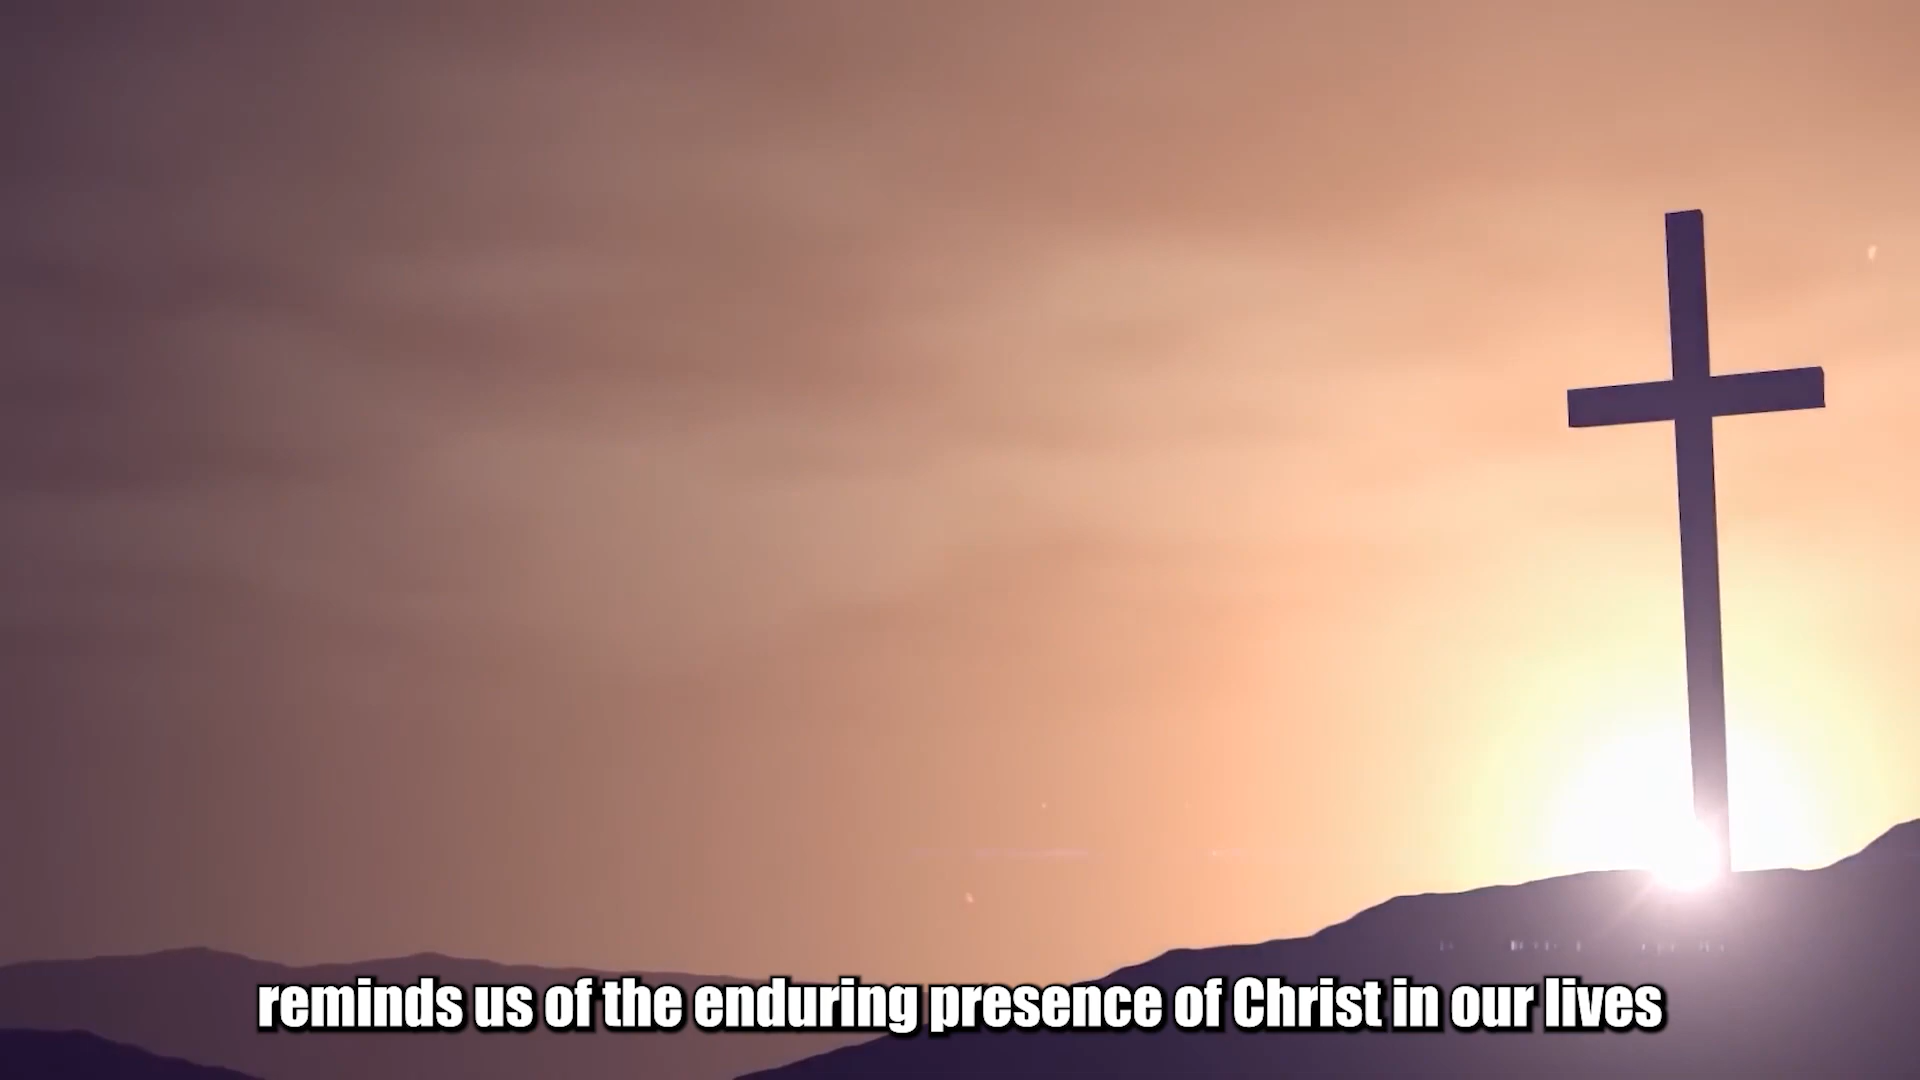 reminds us of the enduring presence of Christ in our lives